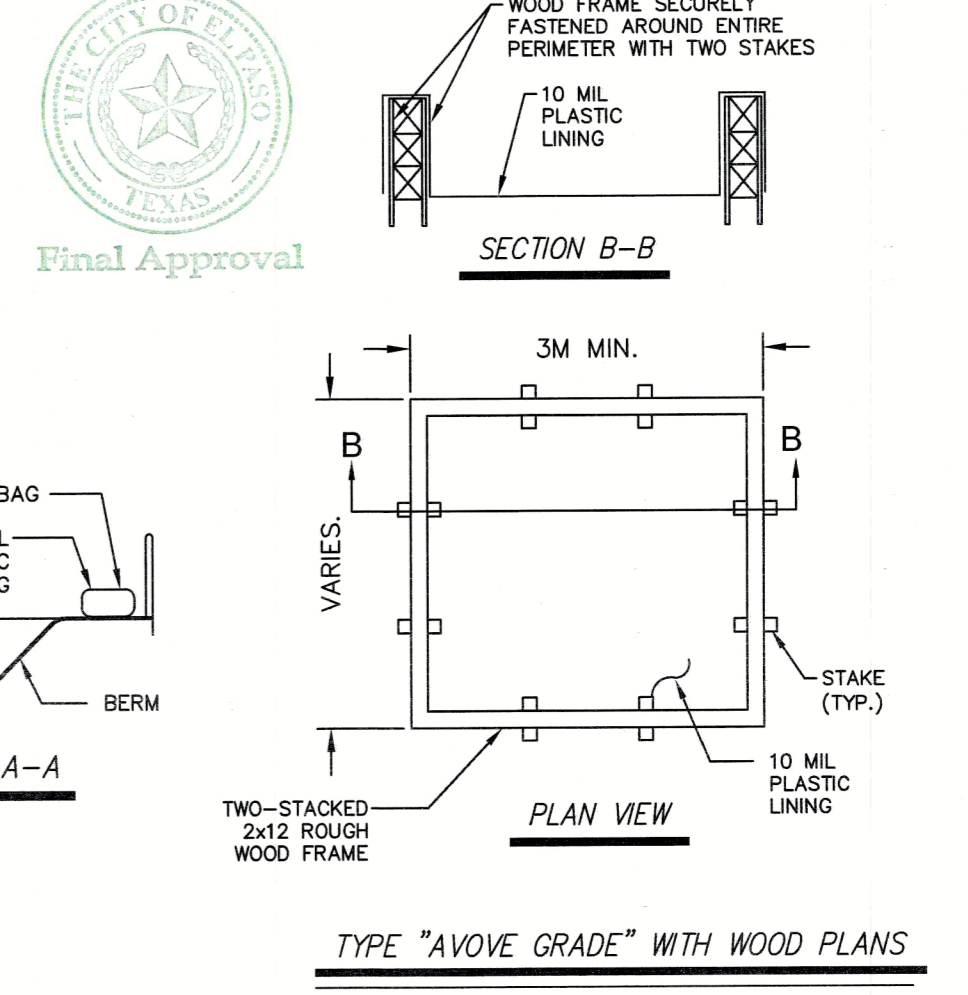 THE CITY OF EL PASO
TEXAS
Final Approval
WOOD FRAME SECURELY
FASTENED AROUND ENTIRE
PERIMETER WITH TWO STAKES
10 MIL
PLASTIC
LINING
SECTION B-B
3M MIN.
B
B
VARIES.
BAG
BERM
A-A
STAKE
(TYP.)
10 MIL
PLASTIC
LINING
TWO-STACKED
2x12 ROUGH
WOOD FRAME
PLAN VIEW
TYPE "AVOVE GRADE" WITH WOOD PLANS